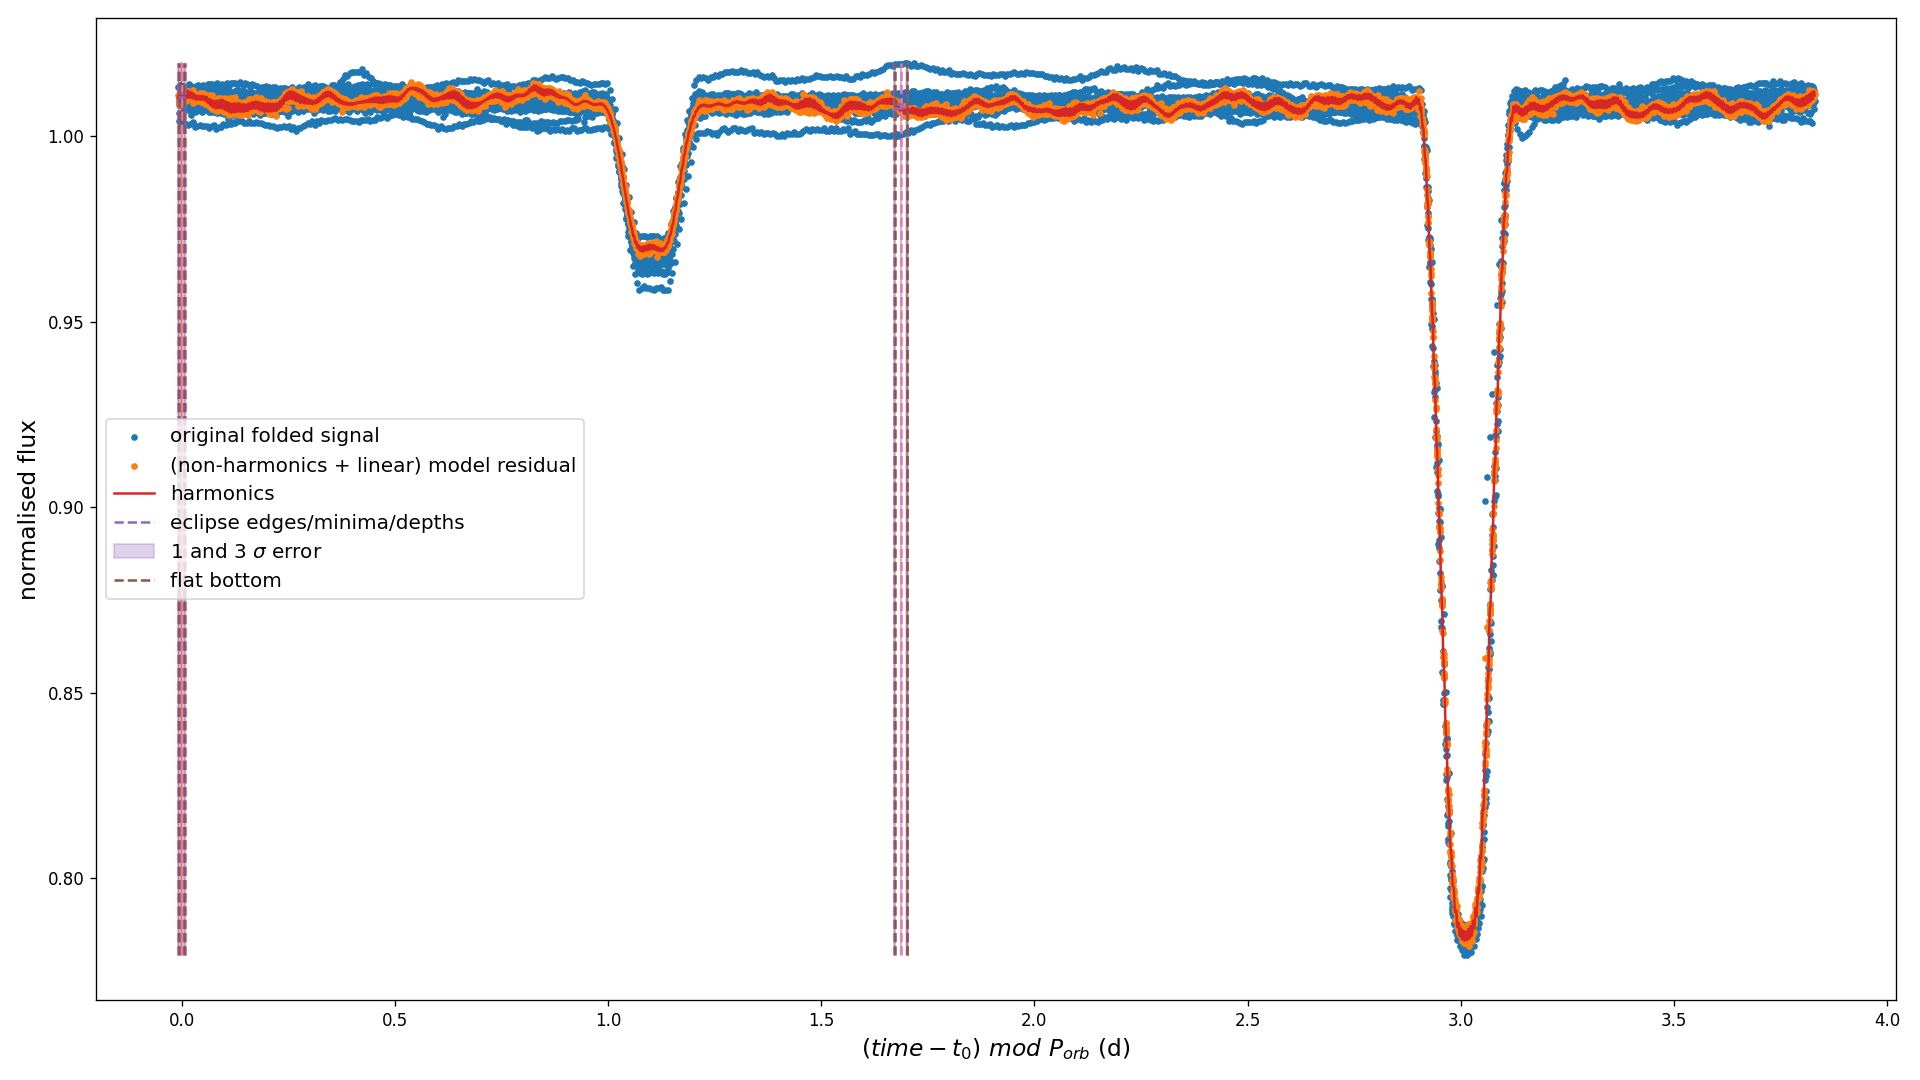 normalised flux
1.00
0.95
0.90
0.85
0.80
original folded signal
(non-harmonics + linear) model residual
harmonics
eclipse edges/minima/depths
1 and 3 σ error
flat bottom
0.0 0.5 1.0 1.5 2.0 2.5 3.0 3.5 4.0
(time − t₀) mod P_orb (d)